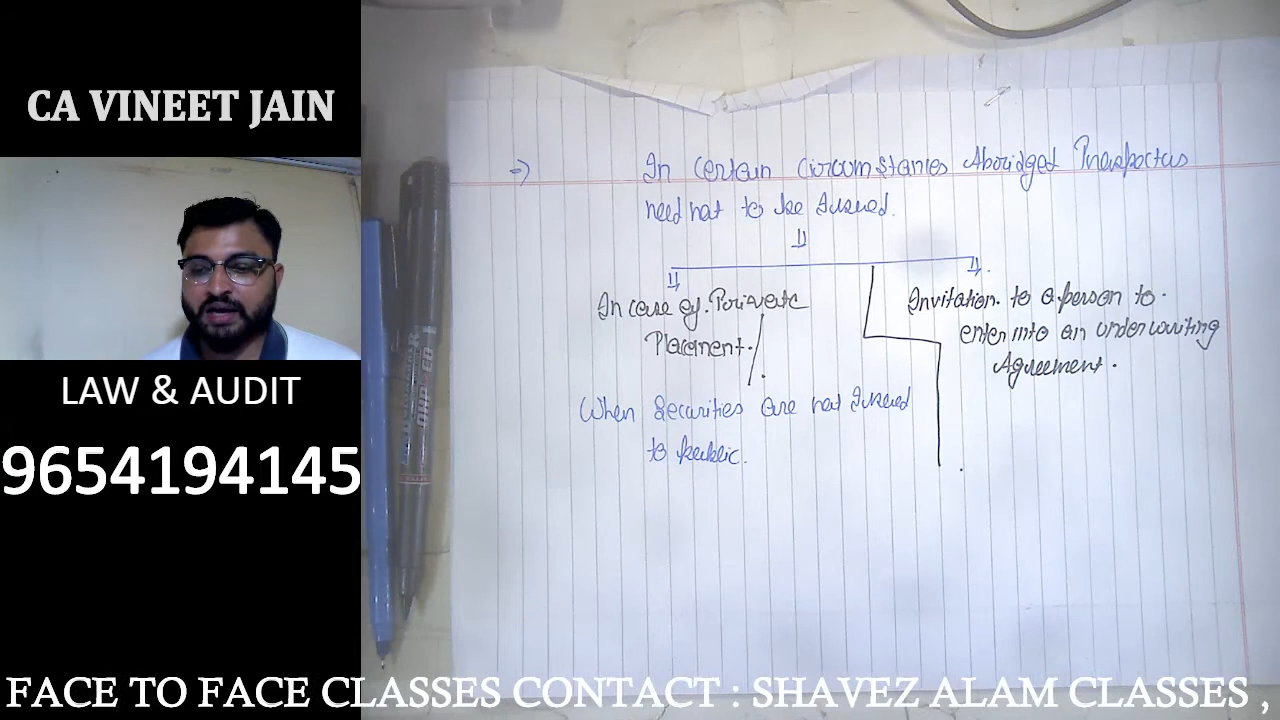 CA VINEET JAIN
LAW & AUDIT
9654194145
→ In certain Circumstances Abridged Prospectus
need not to be Issued.
In case of Private
Placement.
Invitation to a person to
enter into an underwriting
Agreement.
When Securities are not Issued
to public.
FACE TO FACE CLASSES CONTACT : SHAVEZ ALAM CLASSES ,